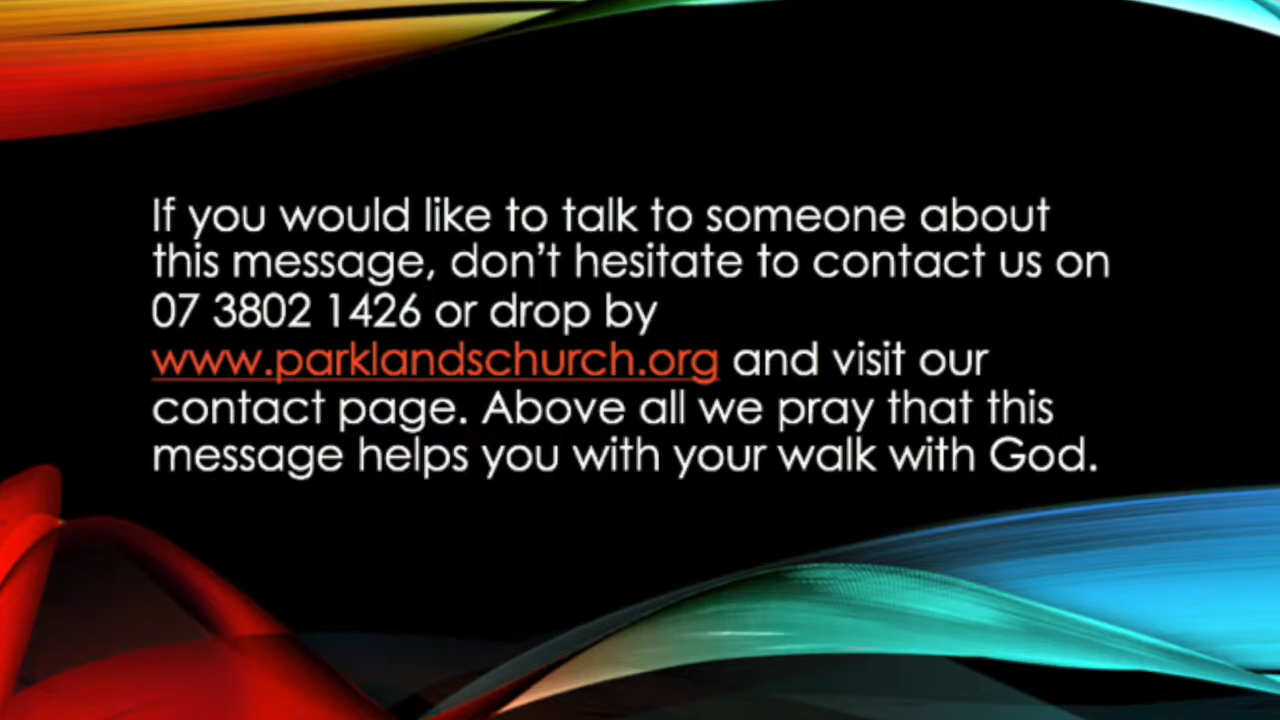 If you would like to talk to someone about
this message, don’t hesitate to contact us on
07 3802 1426 or drop by
www.parklandschurch.org and visit our
contact page. Above all we pray that this
message helps you with your walk with God.